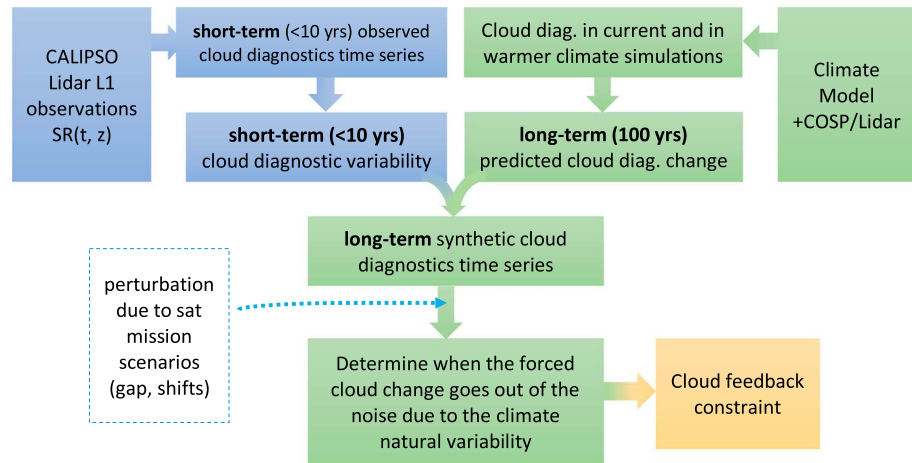 CALIPSO
Lidar L1
observations
SR(t, z)
short-term (<10 yrs) observed
cloud diagnostics time series
short-term (<10 yrs)
cloud diagnostic variability
Cloud diag. in current and in
warmer climate simulations
long-term (100 yrs)
predicted cloud diag. change
Climate
Model
+COSP/Lidar
long-term synthetic cloud
diagnostics time series
perturbation
due to sat
mission
scenarios
(gap, shifts)
Determine when the forced
cloud change goes out of the
noise due to the climate
natural variability
Cloud feedback
constraint